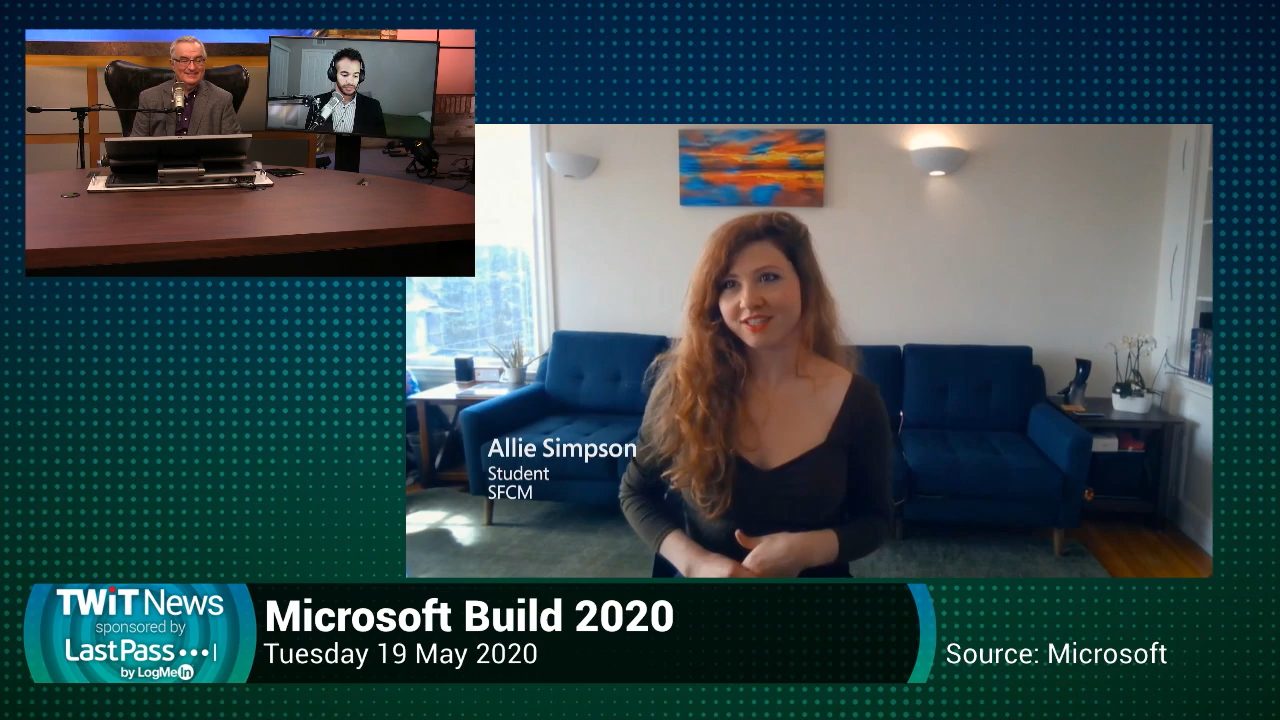 Allie Simpson
Student
SFCM
TWiT News
sponsored by
LastPass •••|
by LogMeIn
Microsoft Build 2020
Tuesday 19 May 2020
Source: Microsoft